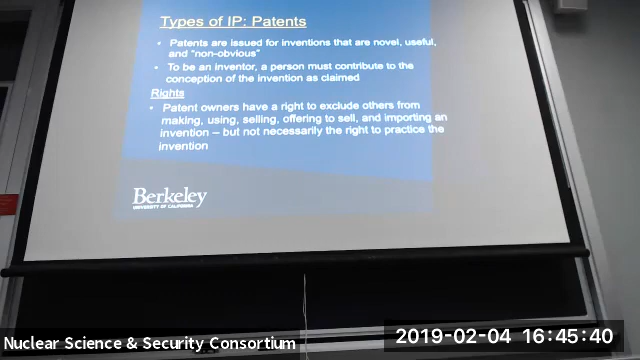 Types of IP: Patents
• Patents are issued for inventions that are novel, useful,
and "non-obvious"
• To be an inventor, a person must contribute to the
conception of the invention as claimed
Rights
• Patent owners have a right to exclude others from
making, using, selling, offering to sell, and importing an
invention – but not necessarily the right to practice the
invention
Berkeley
UNIVERSITY OF CALIFORNIA
Nuclear Science & Security Consortium
2019-02-04 16:45:40